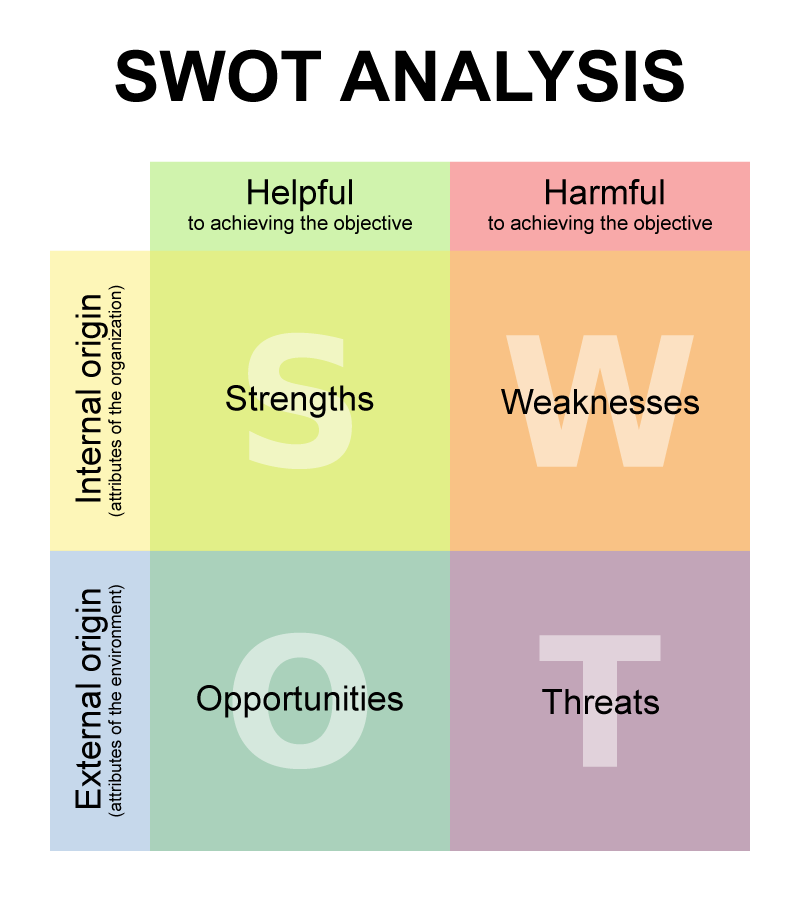 SWOT ANALYSIS
Helpful
to achieving the objective
Harmful
to achieving the objective
Internal origin
(attributes of the organization)
S
Strengths
W
Weaknesses
External origin
(attributes of the environment)
O
Opportunities
T
Threats